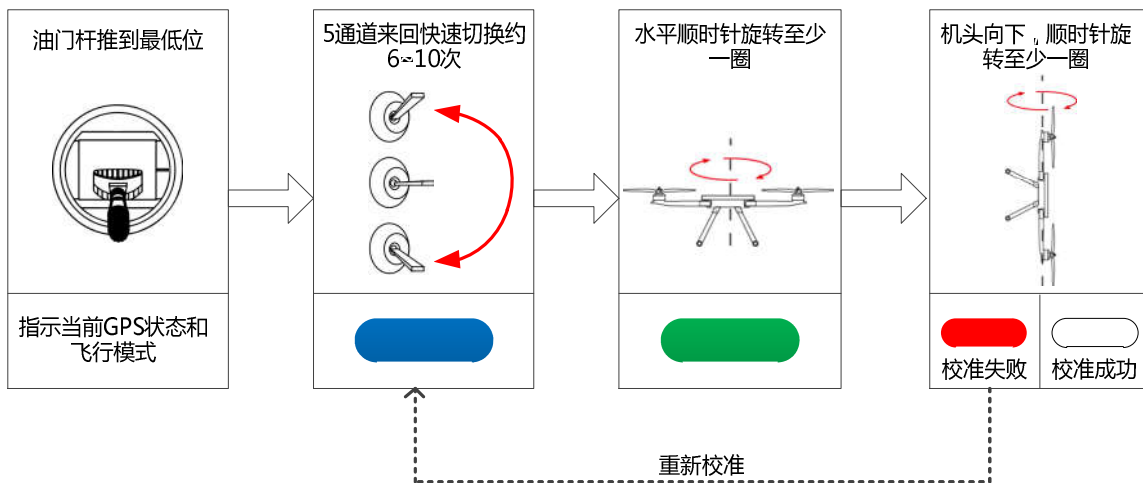 油门杆推到最低位
5通道来回快速切换约
6~10次
水平顺时针旋转至少
一圈
机头向下，顺时针旋
转至少一圈
指示当前GPS状态和
飞行模式
校准失败
校准成功
重新校准